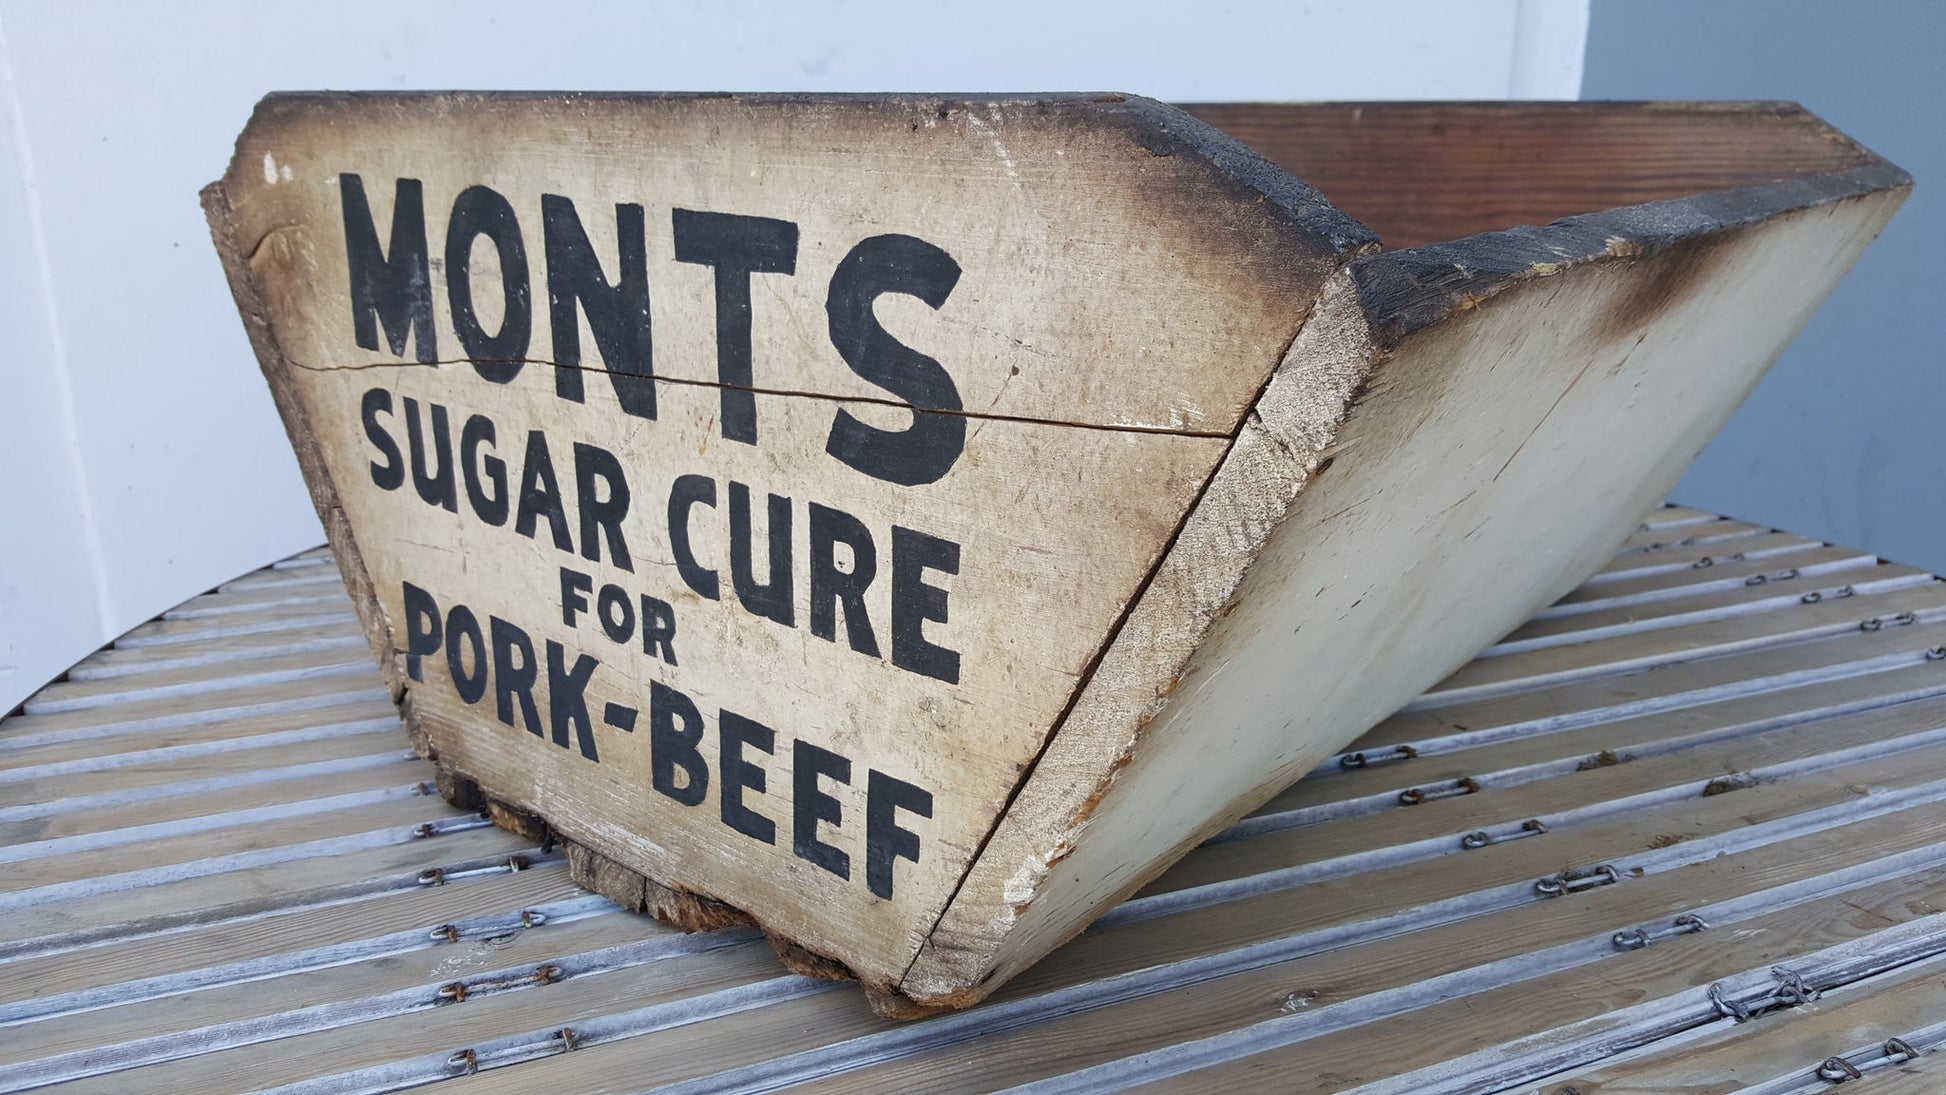 MONTS
SUGAR CURE
FOR
PORK-BEEF